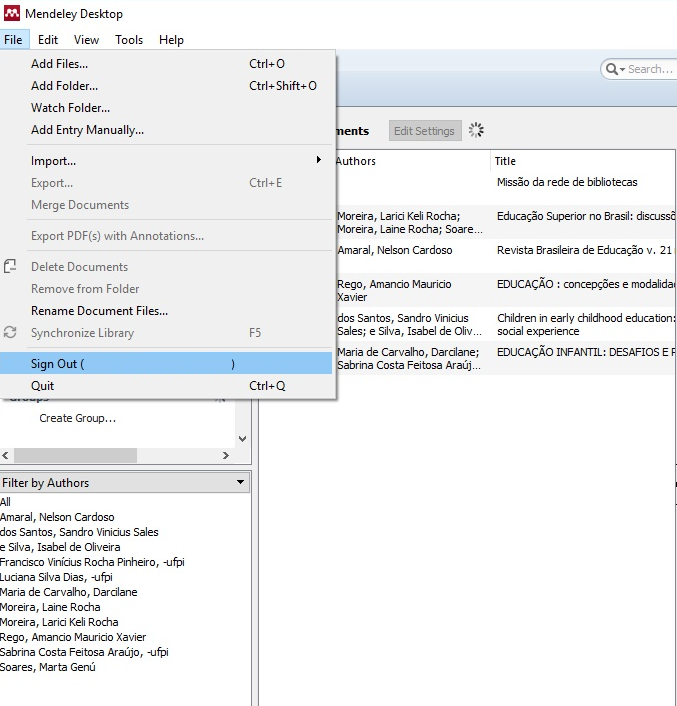 Mendeley Desktop
File Edit View Tools Help
Add Files... Ctrl+O
Add Folder... Ctrl+Shift+O
Watch Folder...
Add Entry Manually...
Import...
Export... Ctrl+E
Merge Documents
Export PDF(s) with Annotations...
Delete Documents
Remove from Folder
Rename Document Files...
Synchronize Library F5
Sign Out ( )
Quit Ctrl+Q
Create Group...
Filter by Authors
All
Amaral, Nelson Cardoso
dos Santos, Sandro Vinicius Sales
e Silva, Isabel de Oliveira
Francisco Vinícius Rocha Pinheiro, -ufpi
Luciana Silva Dias, -ufpi
Maria de Carvalho, Darcilane
Moreira, Laine Rocha
Moreira, Larici Keli Rocha
Rego, Amancio Mauricio Xavier
Sabrina Costa Feitosa Araújo, -ufpi
Soares, Marta Genú
Search...
ments Edit Settings
Authors Title
Missão da rede de bibliotecas
Moreira, Larici Keli Rocha; Educação Superior no Brasil: discussõ
Moreira, Laine Rocha; Soare...
Amaral, Nelson Cardoso Revista Brasileira de Educação v. 21
Rego, Amancio Mauricio EDUCAÇÃO : concepções e modalida
Xavier
dos Santos, Sandro Vinicius Children in early childhood education:
Sales; e Silva, Isabel de Oliv... social experience
Maria de Carvalho, Darcilane; EDUCAÇÃO INFANTIL: DESAFIOS E
Sabrina Costa Feitosa Araúj...